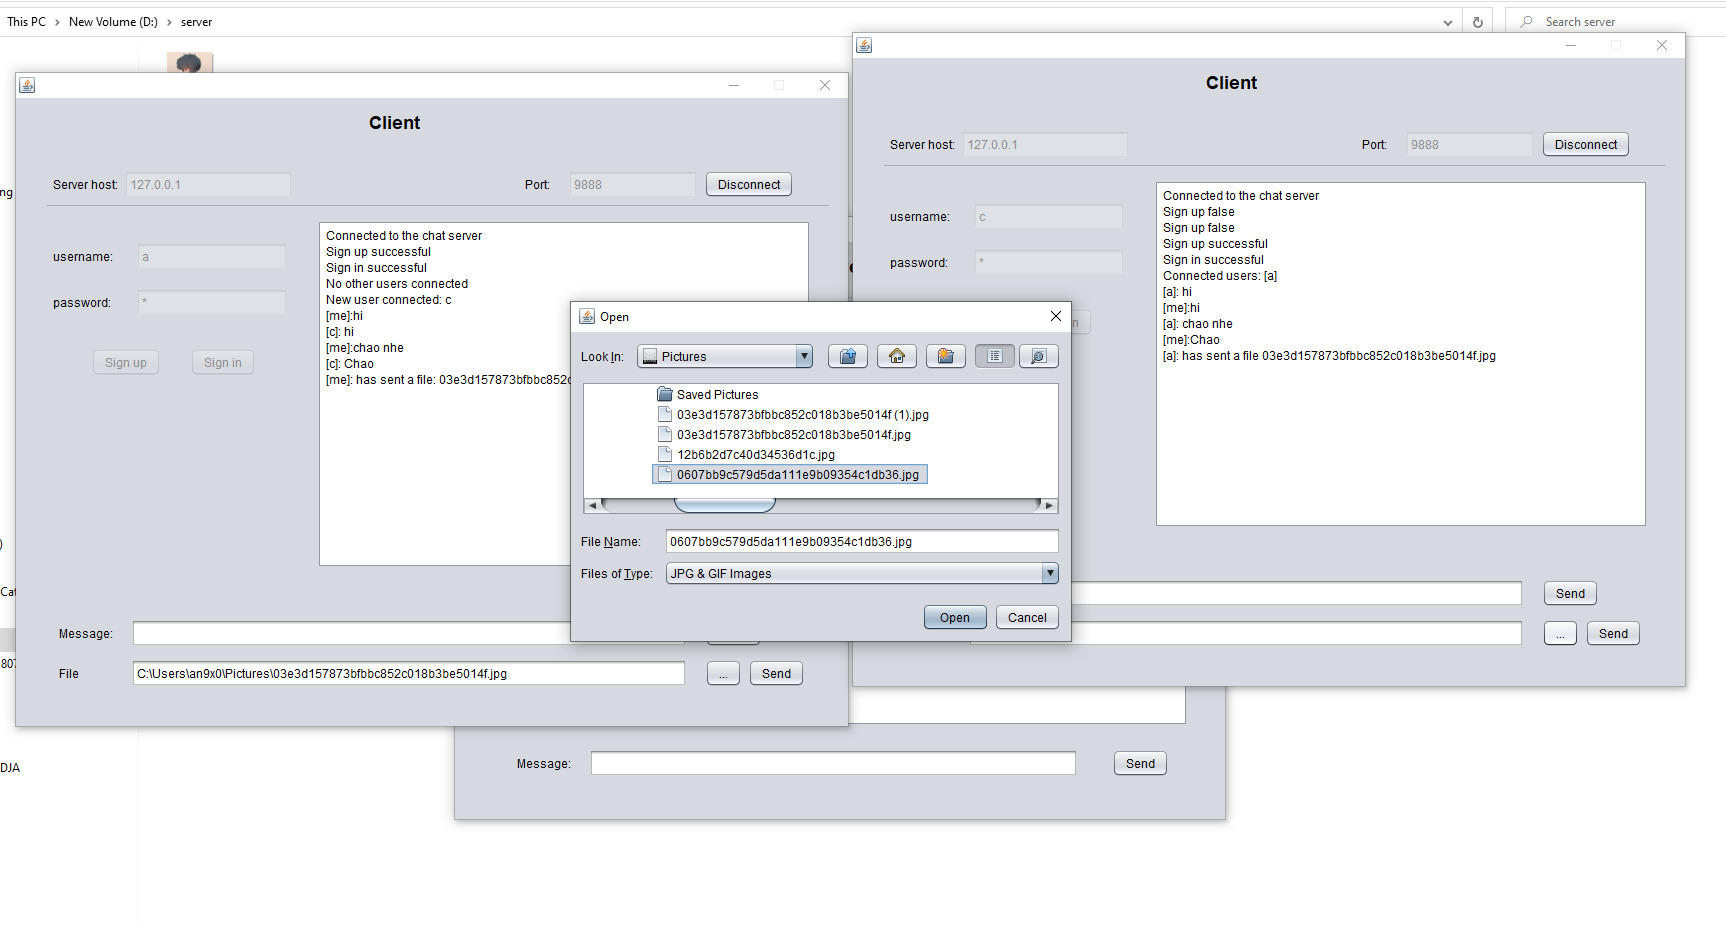 This PC > New Volume (D:) > server
Search server
Client
Server host: 127.0.0.1 Port: 9888 Disconnect
username: a
password: *
Sign up Sign in
Connected to the chat server
Sign up successful
Sign in successful
No other users connected
New user connected: c
[me]:hi
[c]: hi
[me]:chao nhe
[c]: Chao
[me]: has sent a file: 03e3d157873bfbbc852c
Message:
File C:\Users\an9x0\Pictures\03e3d157873bfbbc852c018b3be5014f.jpg ... Send
Open
Look In: Pictures
Saved Pictures
03e3d157873bfbbc852c018b3be5014f (1).jpg
03e3d157873bfbbc852c018b3be5014f.jpg
12b6b2d7c40d34536d1c.jpg
0607bb9c579d5da111e9b09354c1db36.jpg
File Name: 0607bb9c579d5da111e9b09354c1db36.jpg
Files of Type: JPG & GIF Images
Open Cancel
Client
Server host: 127.0.0.1 Port: 9888 Disconnect
username: c
password: *
Connected to the chat server
Sign up false
Sign up false
Sign up successful
Sign in successful
Connected users: [a]
[a]: hi
[me]:hi
[a]: chao nhe
[me]:Chao
[a]: has sent a file 03e3d157873bfbbc852c018b3be5014f.jpg
Send
... Send
Message: Send
ng
)
Cat
807
DJA